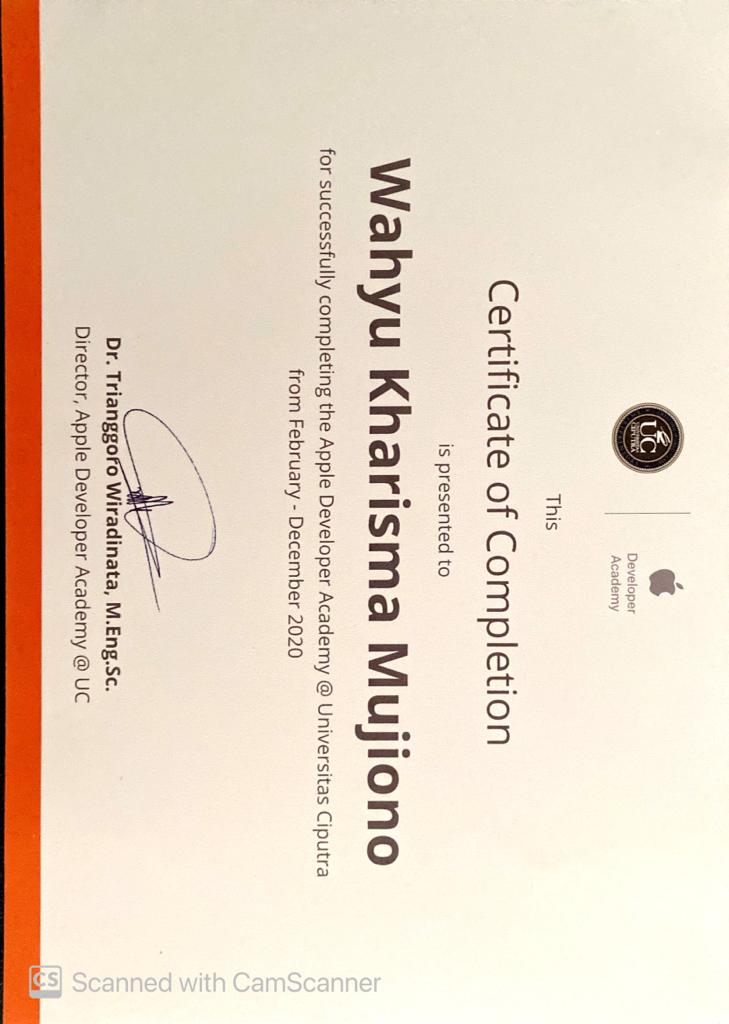 UC
UNIVERSITAS
CIPUTRA
Developer
Academy
This
Certificate of Completion
is presented to
Wahyu Kharisma Mujiono
for successfully completing the Apple Developer Academy @ Universitas Ciputra
from February - December 2020
Dr. Trianggoro Wiradinata, M.Eng.Sc.
Director, Apple Developer Academy @ UC
CS Scanned with CamScanner